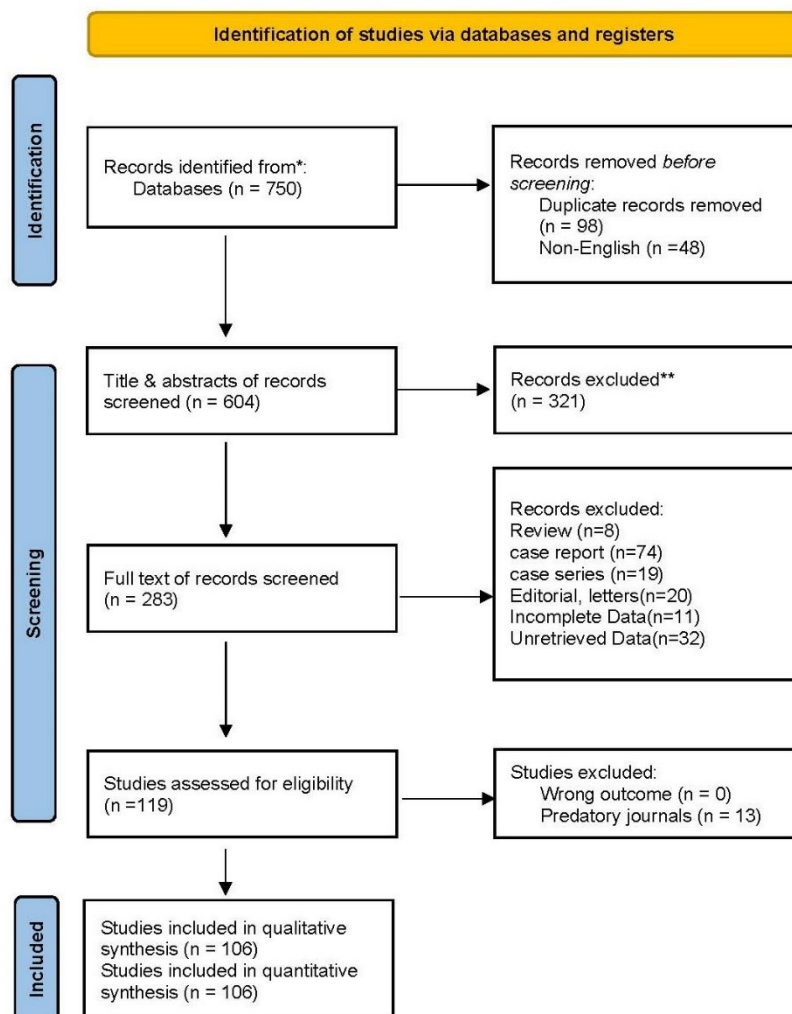 Identification of studies via databases and registers
Identification
Records identified from*:
Databases (n = 750)
Records removed before
screening:
Duplicate records removed
(n = 98)
Non-English (n =48)
Screening
Title & abstracts of records
screened (n = 604)
Records excluded**
(n = 321)
Full text of records screened
(n = 283)
Records excluded:
Review (n=8)
case report (n=74)
case series (n=19)
Editorial, letters(n=20)
Incomplete Data(n=11)
Unretrieved Data(n=32)
Studies assessed for eligibility
(n =119)
Studies excluded:
Wrong outcome (n = 0)
Predatory journals (n = 13)
Included
Studies included in qualitative
synthesis (n = 106)
Studies included in quantitative
synthesis (n = 106)